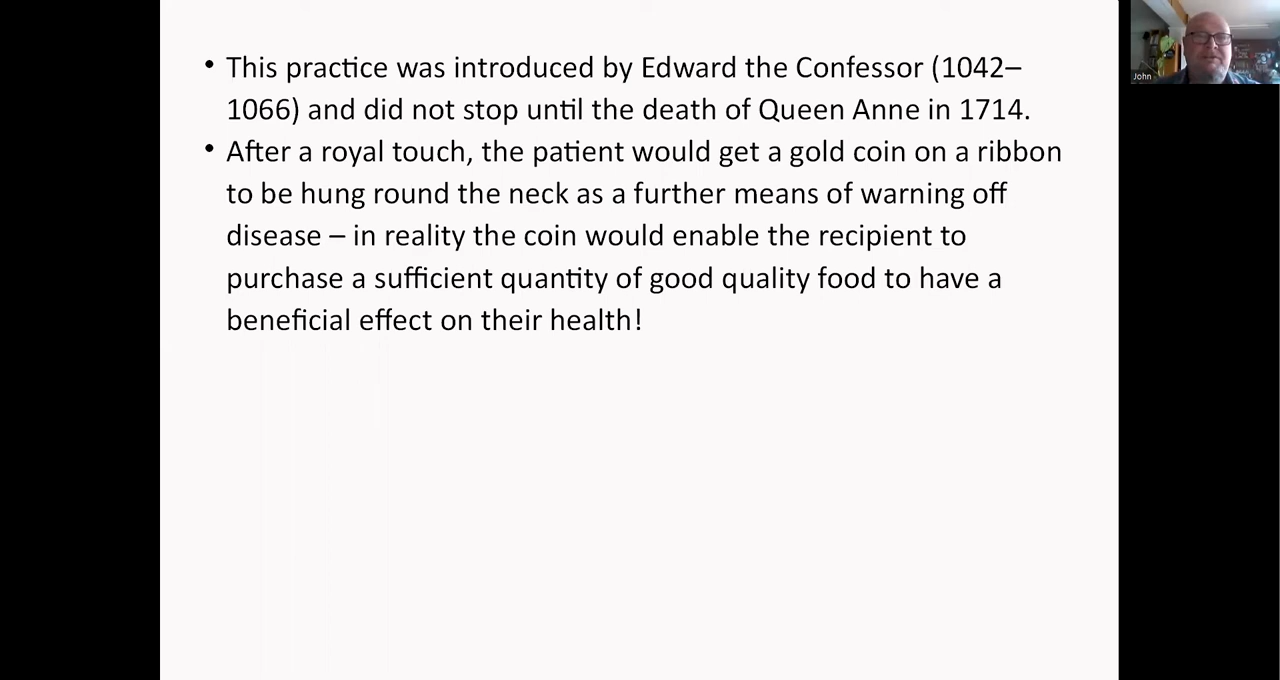 • This practice was introduced by Edward the Confessor (1042–
1066) and did not stop until the death of Queen Anne in 1714.
• After a royal touch, the patient would get a gold coin on a ribbon
to be hung round the neck as a further means of warning off
disease – in reality the coin would enable the recipient to
purchase a sufficient quantity of good quality food to have a
beneficial effect on their health!
John